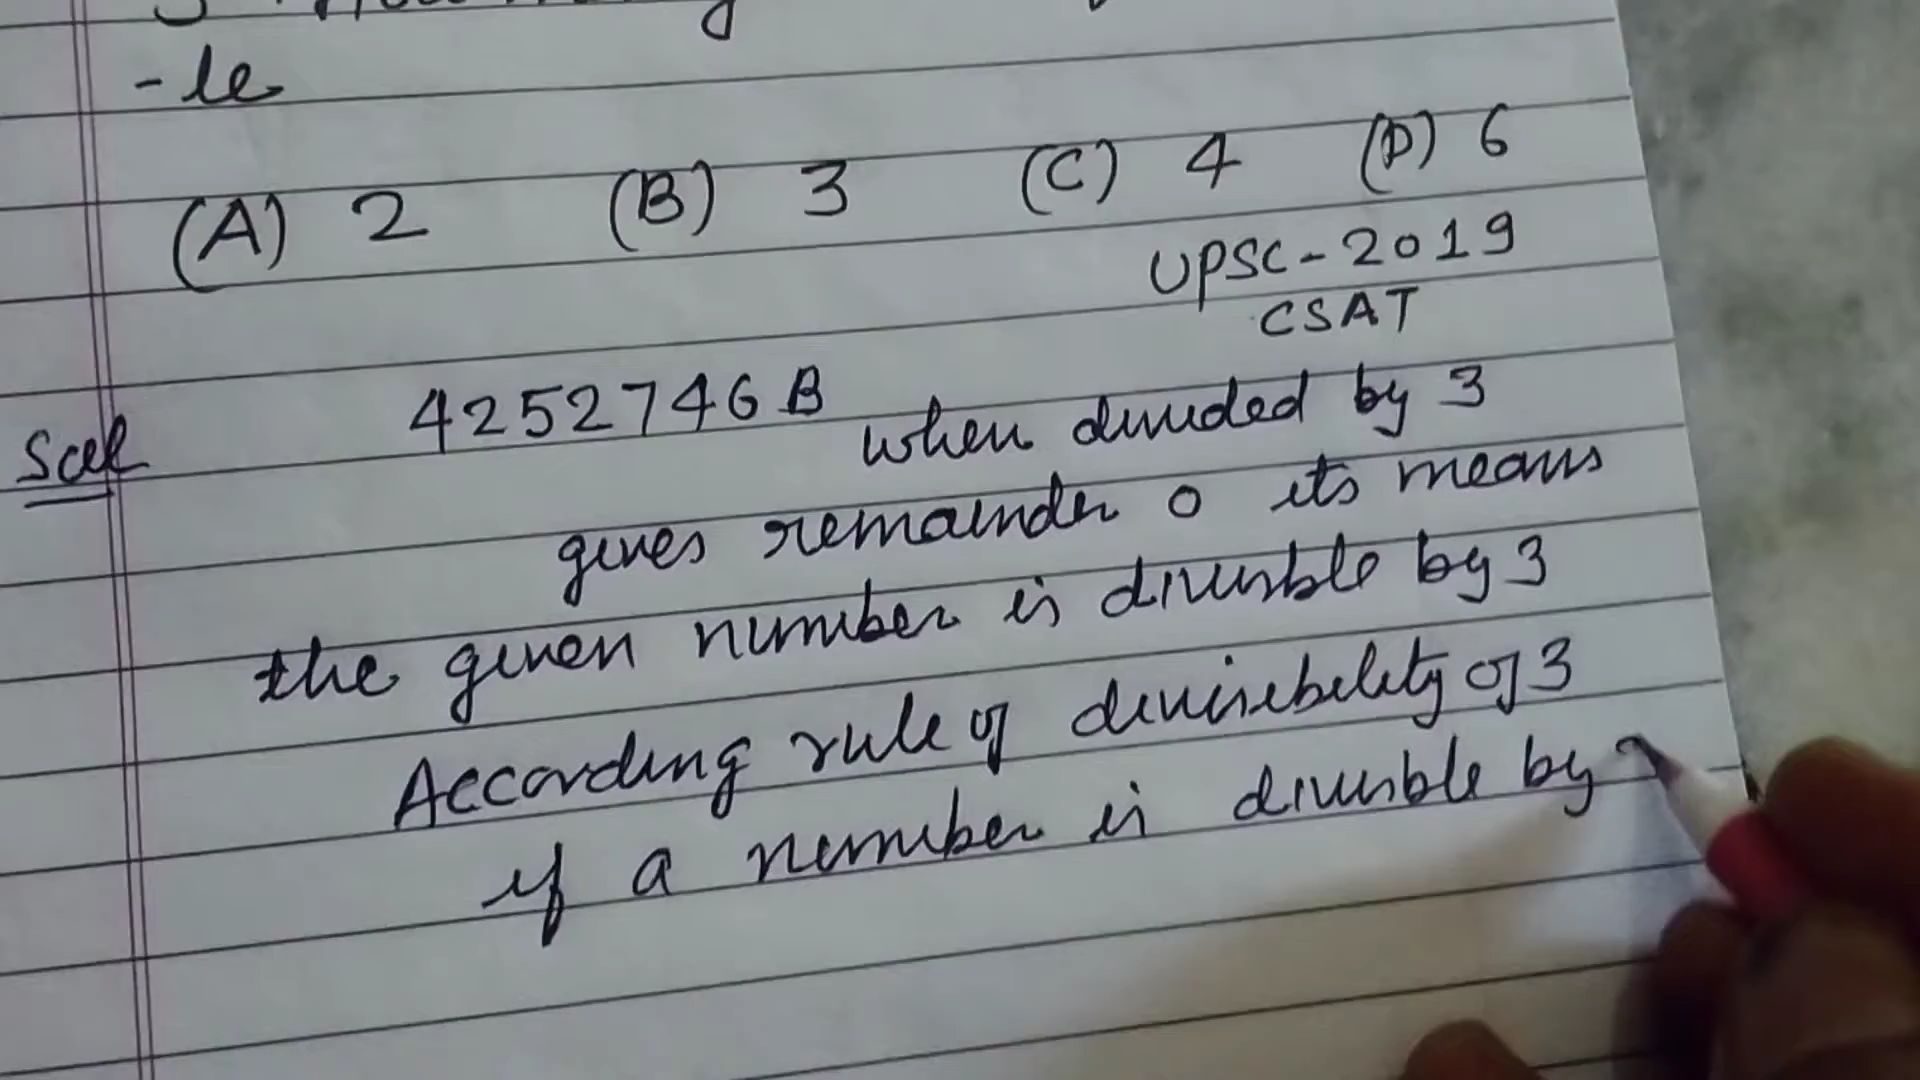 -le
(A) 2 (B) 3 (C) 4 (D) 6
UPSC-2019
CSAT
Sol 4252746B when divided by 3
gives remainder 0 its means
the given number is divisible by 3
According rule of divisibility of 3
if a number is divisible by